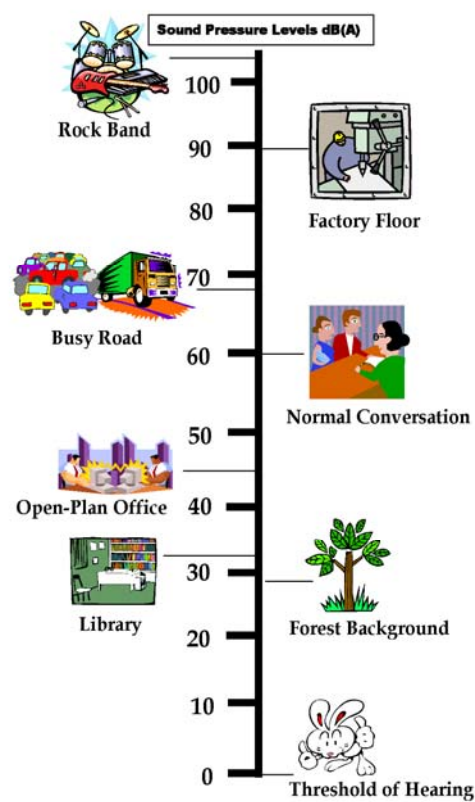 Sound Pressure Levels dB(A)
100
Rock Band
90
80
Factory Floor
70
Busy Road
60
Normal Conversation
50
Open-Plan Office
40
30
Library
Forest Background
20
10
0
Threshold of Hearing